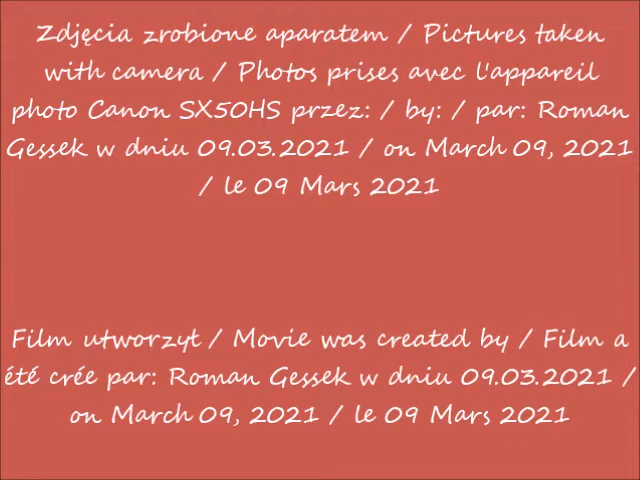 Zdjęcia zrobione aparatem / Pictures taken
with camera / Photos prises avec l'appareil
photo Canon SX50HS przez: / by: / par: Roman
Gessek w dniu 09.03.2021 / on March 09, 2021
/ le 09 Mars 2021
Film utworzył / Movie was created by / Film a
été crée par: Roman Gessek w dniu 09.03.2021 /
on March 09, 2021 / le 09 Mars 2021